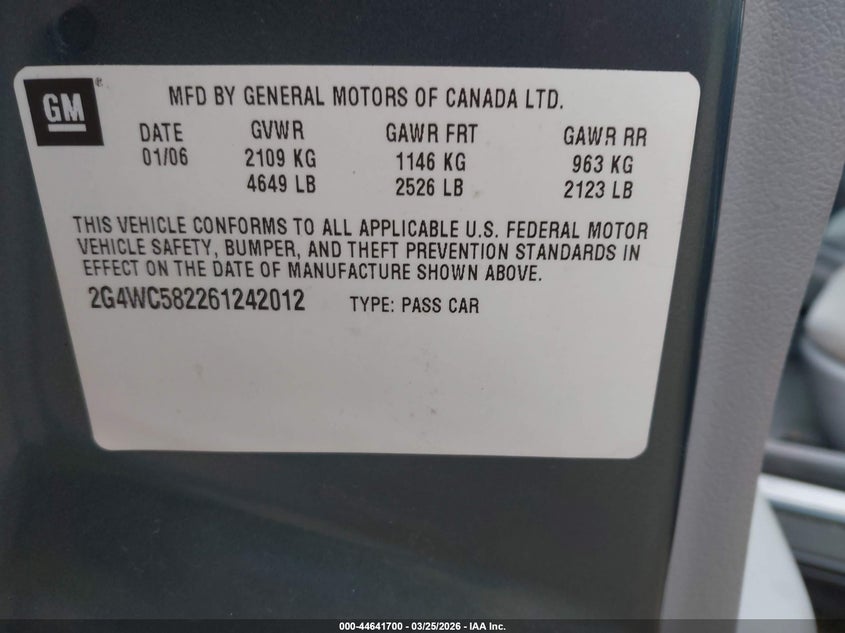 GM
MFD BY GENERAL MOTORS OF CANADA LTD.
DATE GVWR GAWR FRT GAWR RR
01/06 2109 KG 1146 KG 963 KG
4649 LB 2526 LB 2123 LB
THIS VEHICLE CONFORMS TO ALL APPLICABLE U.S. FEDERAL MOTOR
VEHICLE SAFETY, BUMPER, AND THEFT PREVENTION STANDARDS IN
EFFECT ON THE DATE OF MANUFACTURE SHOWN ABOVE.
2G4WC582261242012 TYPE: PASS CAR
000-44641700 - 03/25/2026 - IAA Inc.